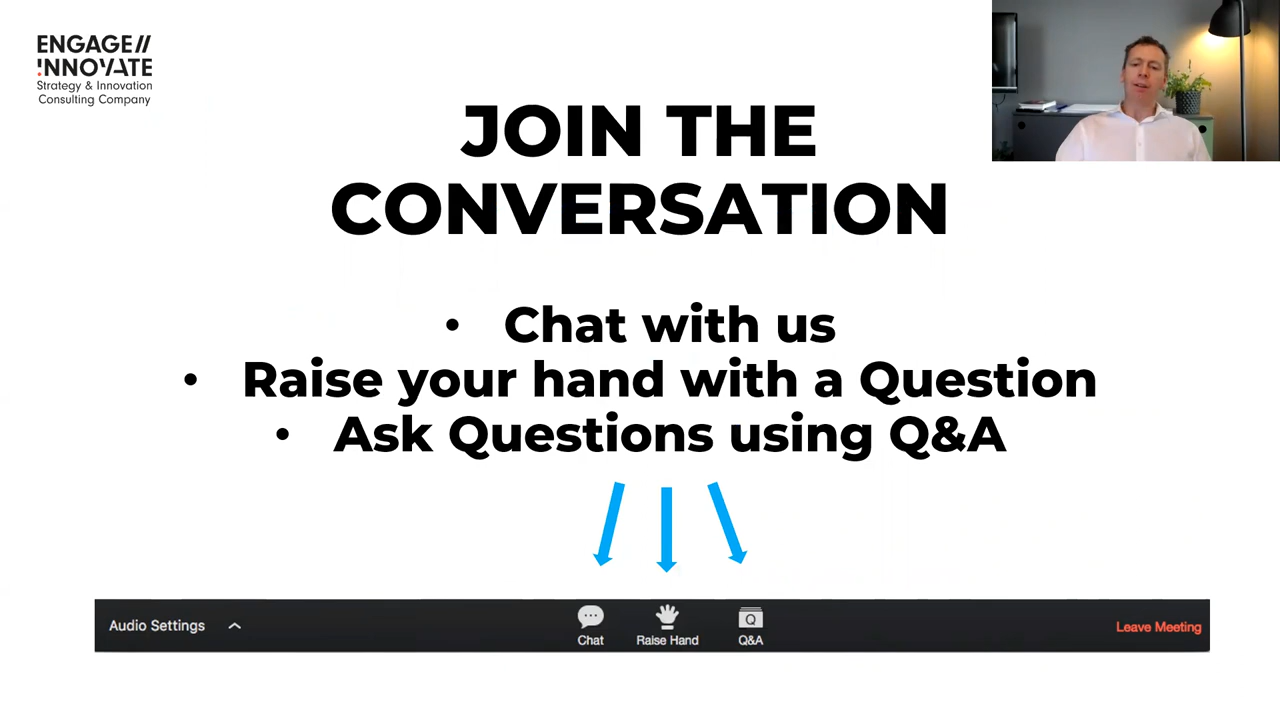 ENGAGE//
INNOVATE
Strategy & Innovation
Consulting Company
JOIN THE
CONVERSATION
• Chat with us
• Raise your hand with a Question
• Ask Questions using Q&A
Audio Settings
Chat
Raise Hand
Q
Q&A
Leave Meeting